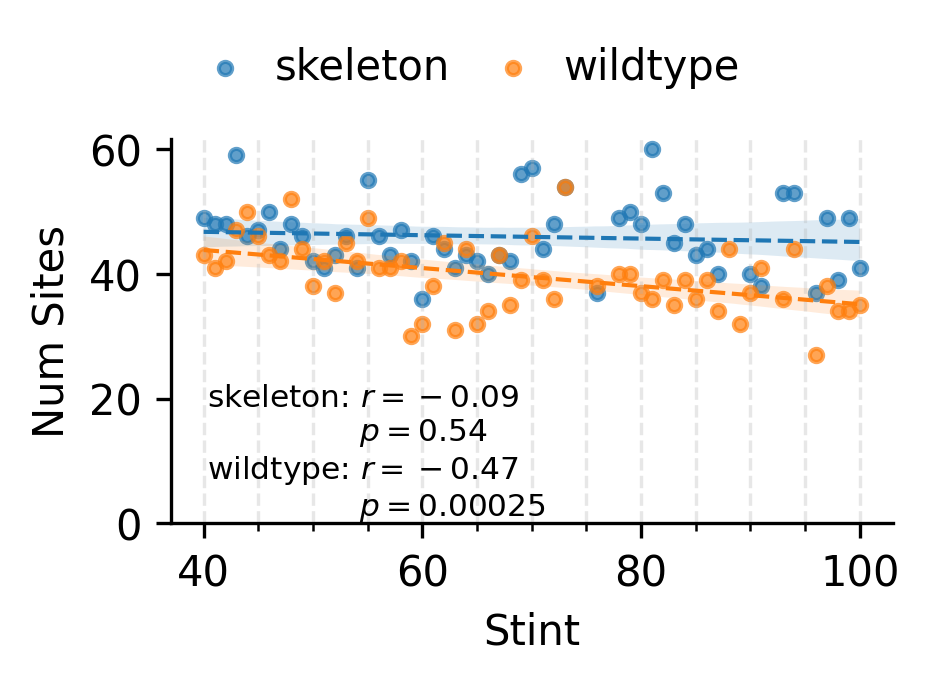 skeleton wildtype
60
40
20
0
Num Sites
skeleton: r = −0.09
p = 0.54
wildtype: r = −0.47
p = 0.00025
40 60 80 100
Stint